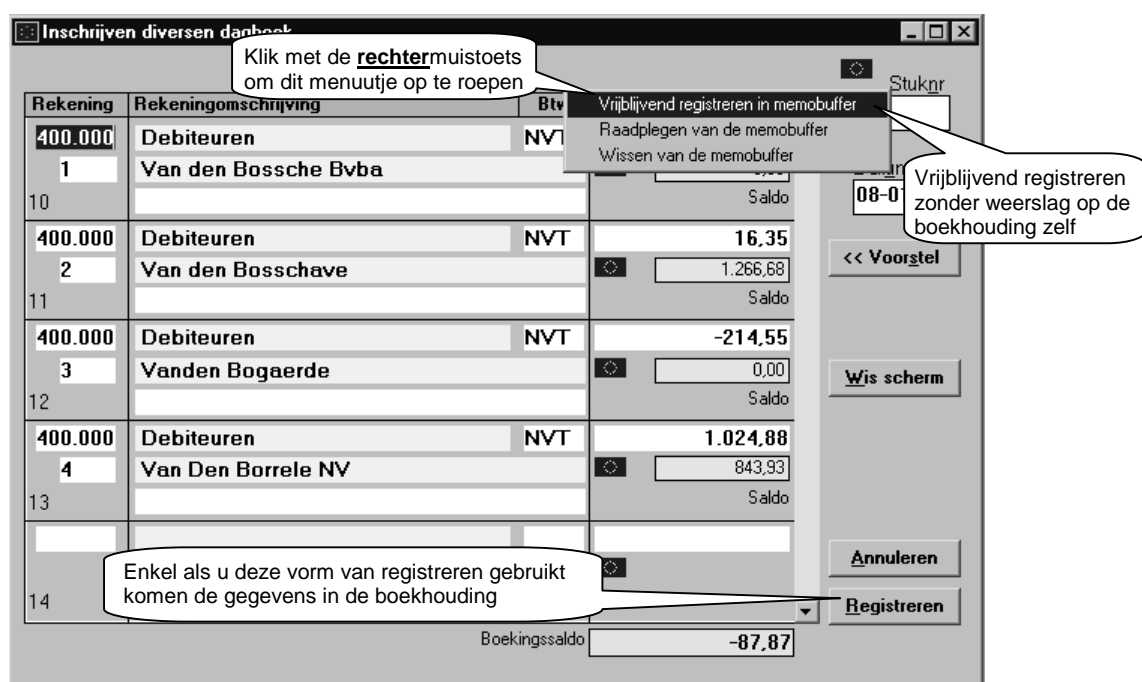 Inschrijven diversen dagboek
Klik met de rechtermuistoets
om dit menuutje op te roepen
Stuknr
Rekening Rekeningomschrijving Btw
Vrijblijvend registreren in memobuffer
Raadplegen van de memobuffer
Wissen van de memobuffer
400.000 Debiteuren NVT
1 Van den Bossche Bvba
10 Saldo
08-0
Vrijblijvend registreren
zonder weerslag op de
boekhouding zelf
400.000 Debiteuren NVT 16,35
2 Van den Bosschave 1.266,68
11 Saldo
<< Voorstel
400.000 Debiteuren NVT -214,55
3 Vanden Bogaerde 0,00
12 Saldo
Wis scherm
400.000 Debiteuren NVT 1.024,88
4 Van Den Borrele NV 843,93
13 Saldo
Enkel als u deze vorm van registreren gebruikt
komen de gegevens in de boekhouding
14
Annuleren
Registreren
Boekingssaldo -87,87